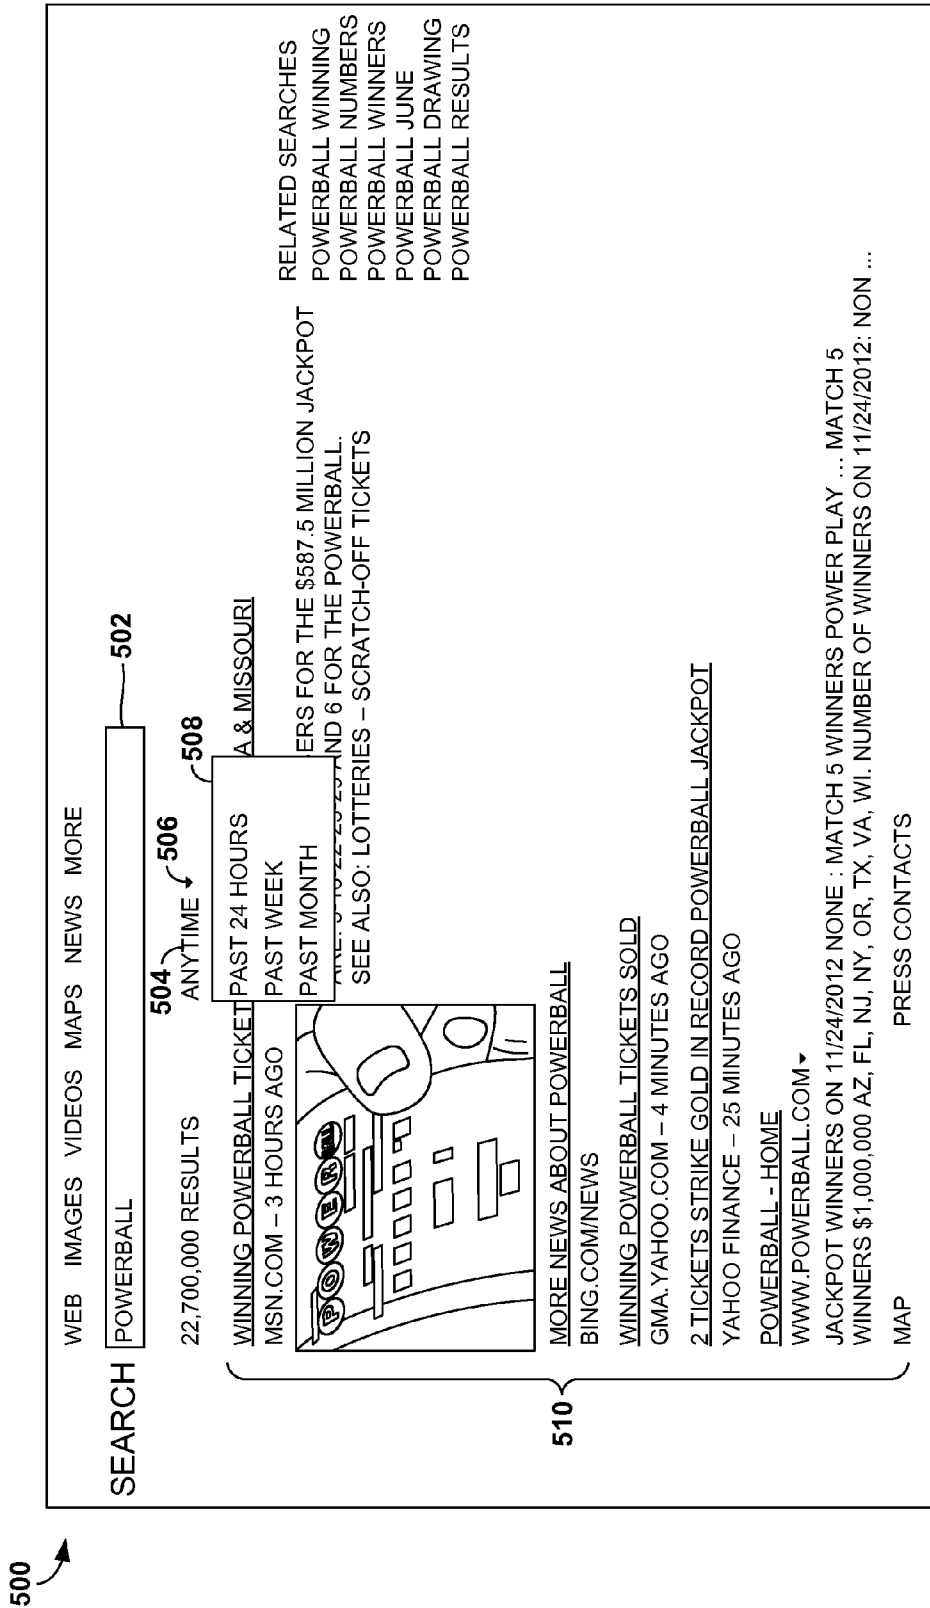 500
WEB IMAGES VIDEOS MAPS NEWS MORE
SEARCH POWERBALL
502
504
506
22,700,000 RESULTS ANYTIME
508
PAST 24 HOURS
PAST WEEK
PAST MONTH
WINNING POWERBALL TICKET A & MISSOURI
MSN.COM – 3 HOURS AGO
ERS FOR THE $587.5 MILLION JACKPOT
AND 6 FOR THE POWERBALL.
SEE ALSO: LOTTERIES – SCRATCH-OFF TICKETS
POWER BALL
510
MORE NEWS ABOUT POWERBALL
BING.COM/NEWS
WINNING POWERBALL TICKETS SOLD
GMA.YAHOO.COM – 4 MINUTES AGO
2 TICKETS STRIKE GOLD IN RECORD POWERBALL JACKPOT
YAHOO FINANCE – 25 MINUTES AGO
POWERBALL - HOME
WWW.POWERBALL.COM
JACKPOT WINNERS ON 11/24/2012 NONE : MATCH 5 WINNERS POWER PLAY ... MATCH 5
WINNERS $1,000,000 AZ, FL, NJ, NY, OR, TX, VA, WI. NUMBER OF WINNERS ON 11/24/2012: NON ...
MAP PRESS CONTACTS
RELATED SEARCHES
POWERBALL WINNING
POWERBALL NUMBERS
POWERBALL WINNERS
POWERBALL JUNE
POWERBALL DRAWING
POWERBALL RESULTS